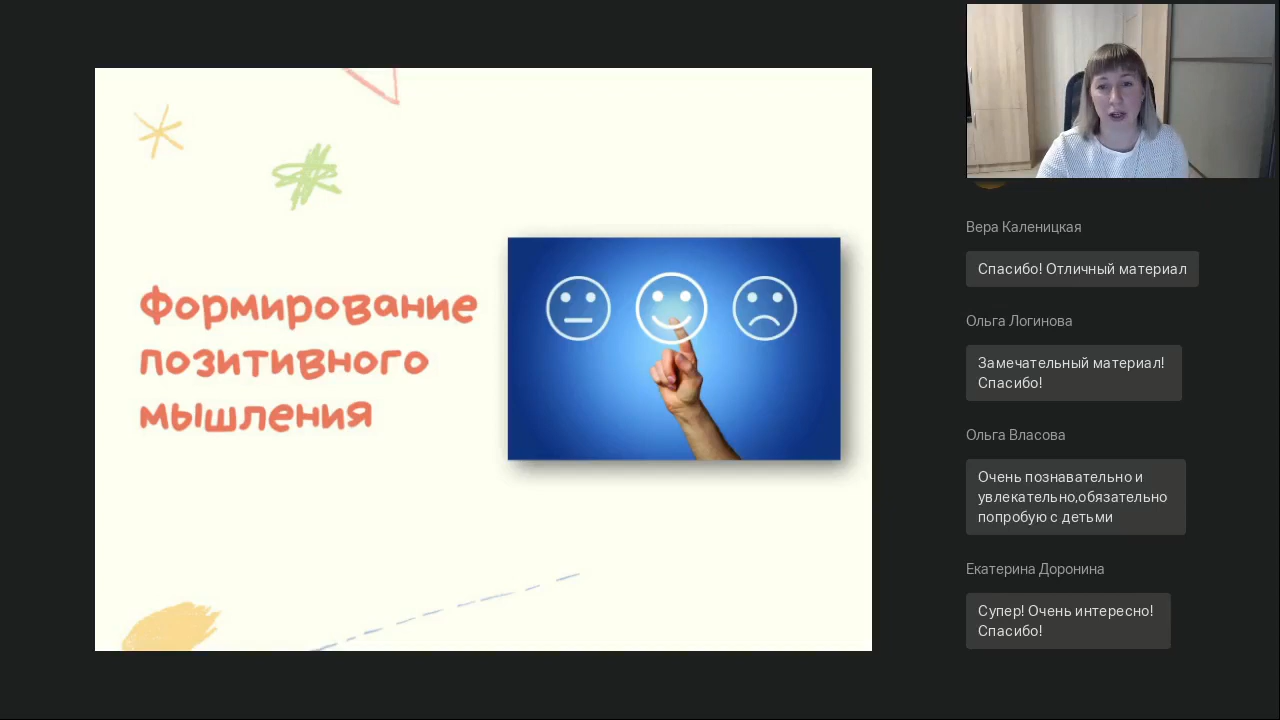 Формирование
позитивного
мышления
Вера Каленицкая
Спасибо! Отличный материал
Ольга Логинова
Замечательный материал!
Спасибо!
Ольга Власова
Очень познавательно и
увлекательно,обязательно
попробую с детьми
Екатерина Доронина
Супер! Очень интересно!
Спасибо!